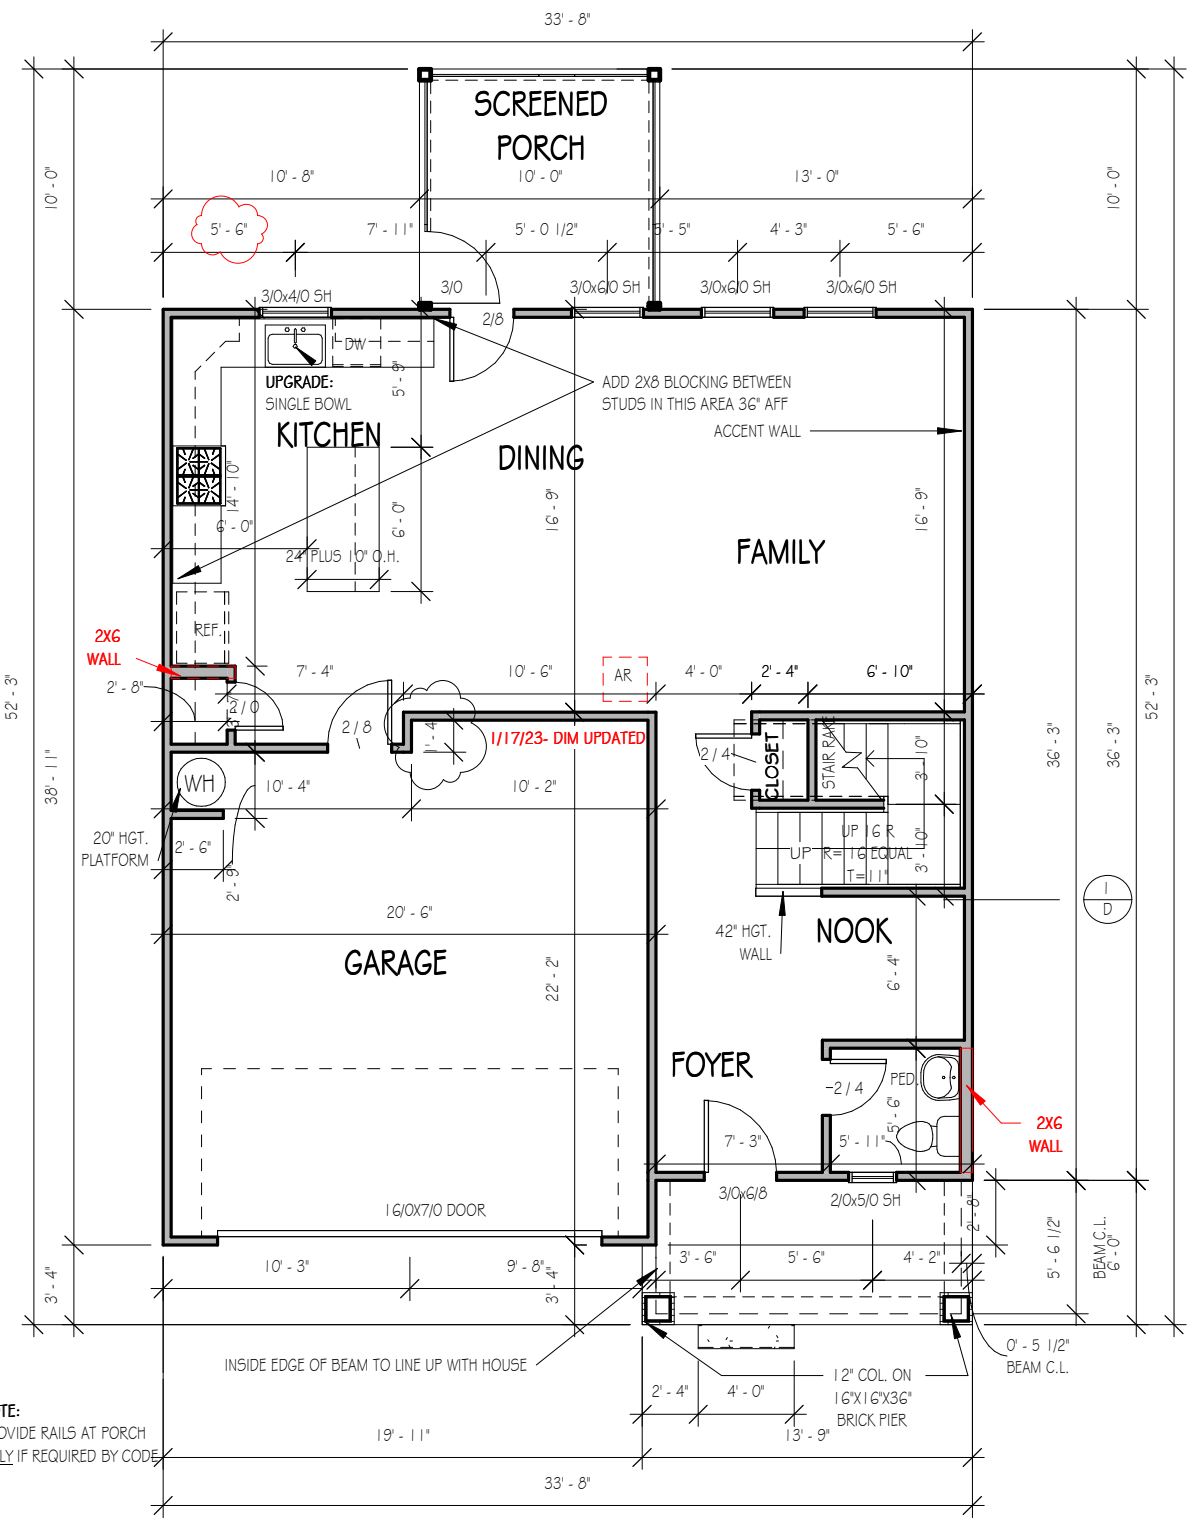 33' - 8"
SCREENED
PORCH
10' - 8"
10' - 0"
13' - 0"
10' - 0"
10' - 0"
5' - 6"
7' - 11"
5' - 0 1/2"
5' - 5"
4' - 3"
5' - 6"
3/0x4/0 SH
3/0
3/0x6/0 SH
3/0x6/0 SH
3/0x6/0 SH
2/8
DW
UPGRADE:
SINGLE BOWL
5' - 9"
ADD 2X8 BLOCKING BETWEEN
STUDS IN THIS AREA 36" AFF
KITCHEN
ACCENT WALL
DINING
14' - 10"
6' - 0"
6' - 0"
16' - 9"
16' - 9"
24" PLUS 10" O.H.
FAMILY
REF.
2X6
WALL
7' - 4"
10' - 6"
AR
4' - 0"
2' - 4"
6' - 10"
2' - 8"
2/0
52' - 3"
52' - 3"
38' - 11"
36' - 3"
36' - 3"
2/8
1' - 4"
1/17/23- DIM UPDATED
2/4
CLOSET
STAIR RAIL
3' - 10"
WH
10' - 4"
10' - 2"
20" HGT.
PLATFORM
2' - 6"
2' - 9"
UP 16 R
UP R= 16 EQUAL
T= 11"
3' - 10"
1
D
20' - 6"
42" HGT.
WALL
NOOK
GARAGE
22' - 2"
6' - 4"
FOYER
2/4
PED.
5' - 6"
2X6
WALL
7' - 3"
5' - 11"
3/0x6/8
2/0x5/0 SH
16/0X7/0 DOOR
2' - 8"
3' - 6"
5' - 6"
4' - 2"
5' - 6 1/2"
BEAM C.L.
6' - 0"
10' - 3"
9' - 8"
3' - 4"
3' - 4"
INSIDE EDGE OF BEAM TO LINE UP WITH HOUSE
0' - 5 1/2"
BEAM C.L.
2' - 4"
4' - 0"
12" COL. ON
16"X16"X36"
BRICK PIER
TE:
OVIDE RAILS AT PORCH
LY IF REQUIRED BY CODE
19' - 11"
13' - 9"
33' - 8"